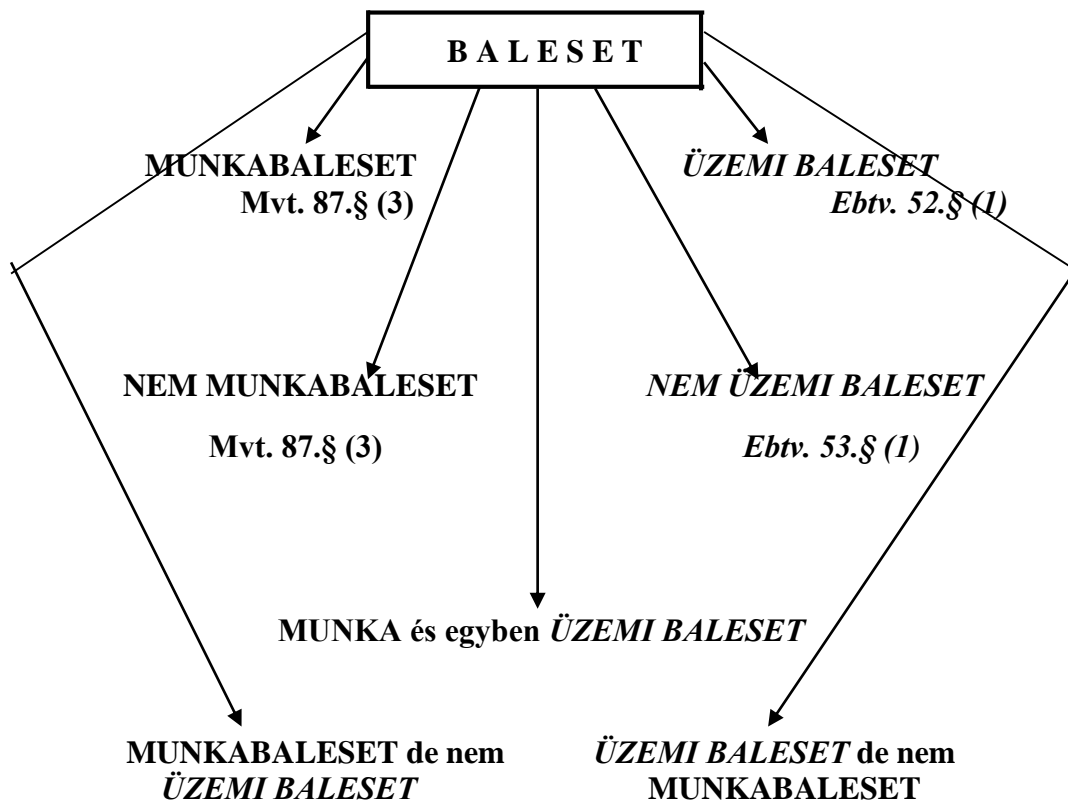 B A L E S E T
MUNKABALESET
Mvt. 87.§ (3)
ÜZEMI BALESET
Ebtv. 52.§ (1)
NEM MUNKABALESET
Mvt. 87.§ (3)
NEM ÜZEMI BALESET
Ebtv. 53.§ (1)
MUNKA és egyben ÜZEMI BALESET
MUNKABALESET de nem
ÜZEMI BALESET
ÜZEMI BALESET de nem
MUNKABALESET